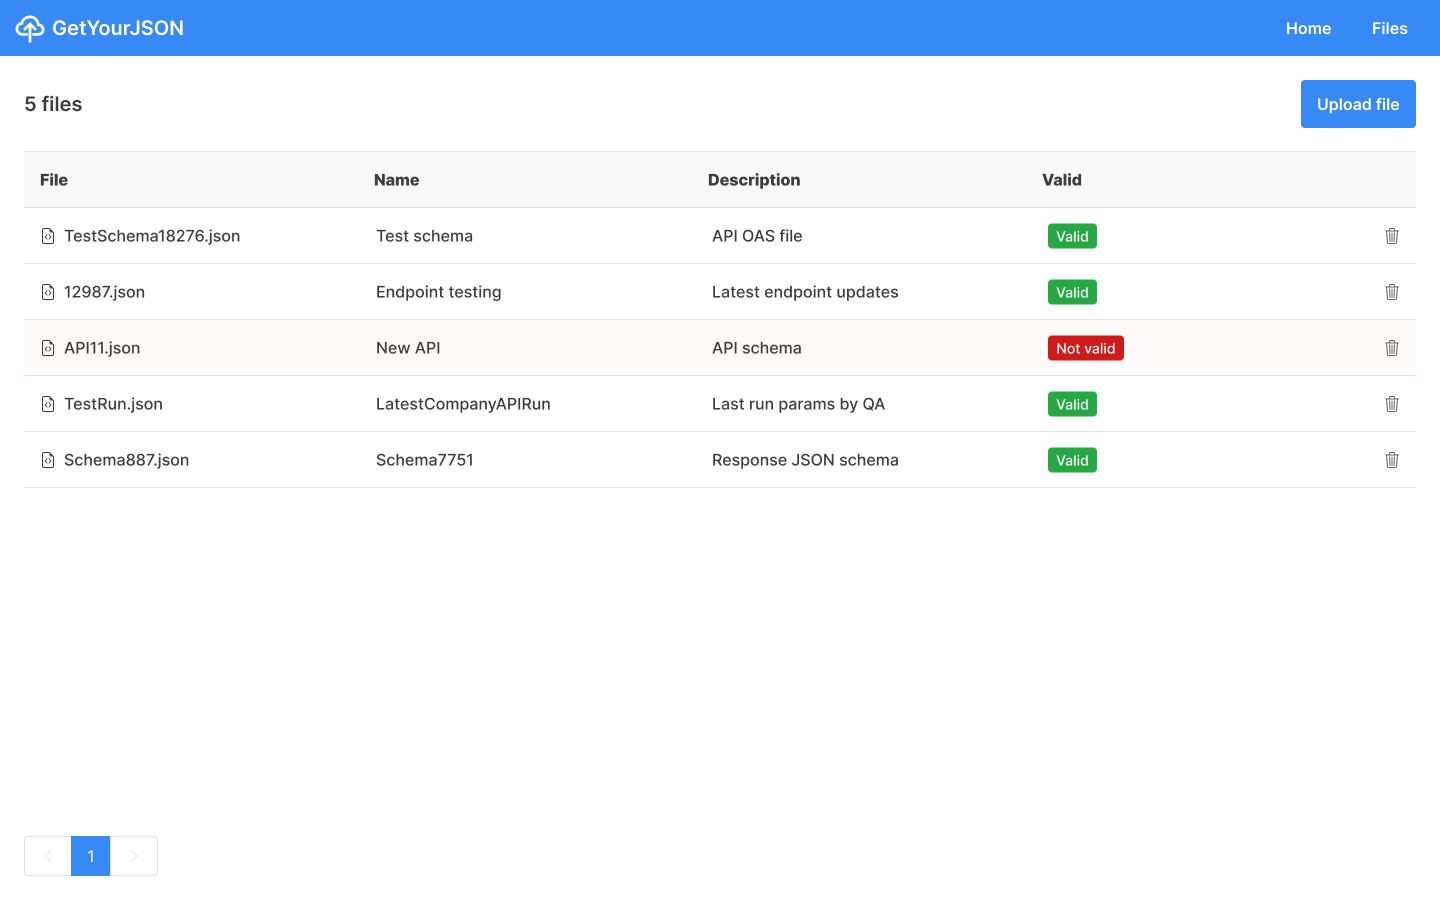 GetYourJSON Home Files
5 files Upload file
File Name Description Valid
TestSchema18276.json Test schema API OAS file Valid
12987.json Endpoint testing Latest endpoint updates Valid
API11.json New API API schema Not valid
TestRun.json LatestCompanyAPIRun Last run params by QA Valid
Schema887.json Schema7751 Response JSON schema Valid
1